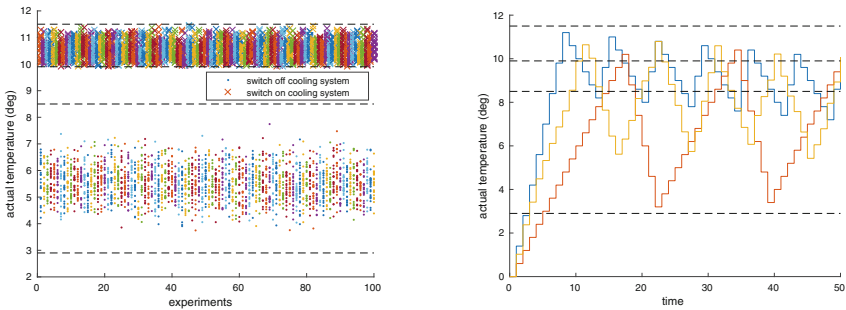 12
11
10
9
8
7
6
5
4
3
2
actual temperature (deg)
switch off cooling system
switch on cooling system
0 20 40 60 80 100
experiments
12
10
8
6
4
2
0
actual temperature (deg)
0 10 20 30 40 50
time